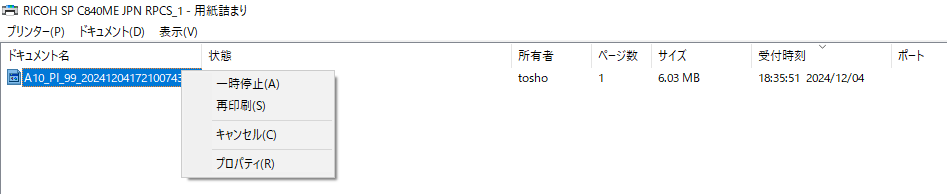 RICOH SP C840ME JPN RPCS_1 - 用紙詰まり
プリンター(P) ドキュメント(D) 表示(V)
ドキュメント名 状態 所有者 ページ数 サイズ 受付時刻 ポート
A10_Pl_99_20241204172100743 tosho 1 6.03 MB 18:35:51 2024/12/04
一時停止(A)
再印刷(S)
キャンセル(C)
プロパティ(R)